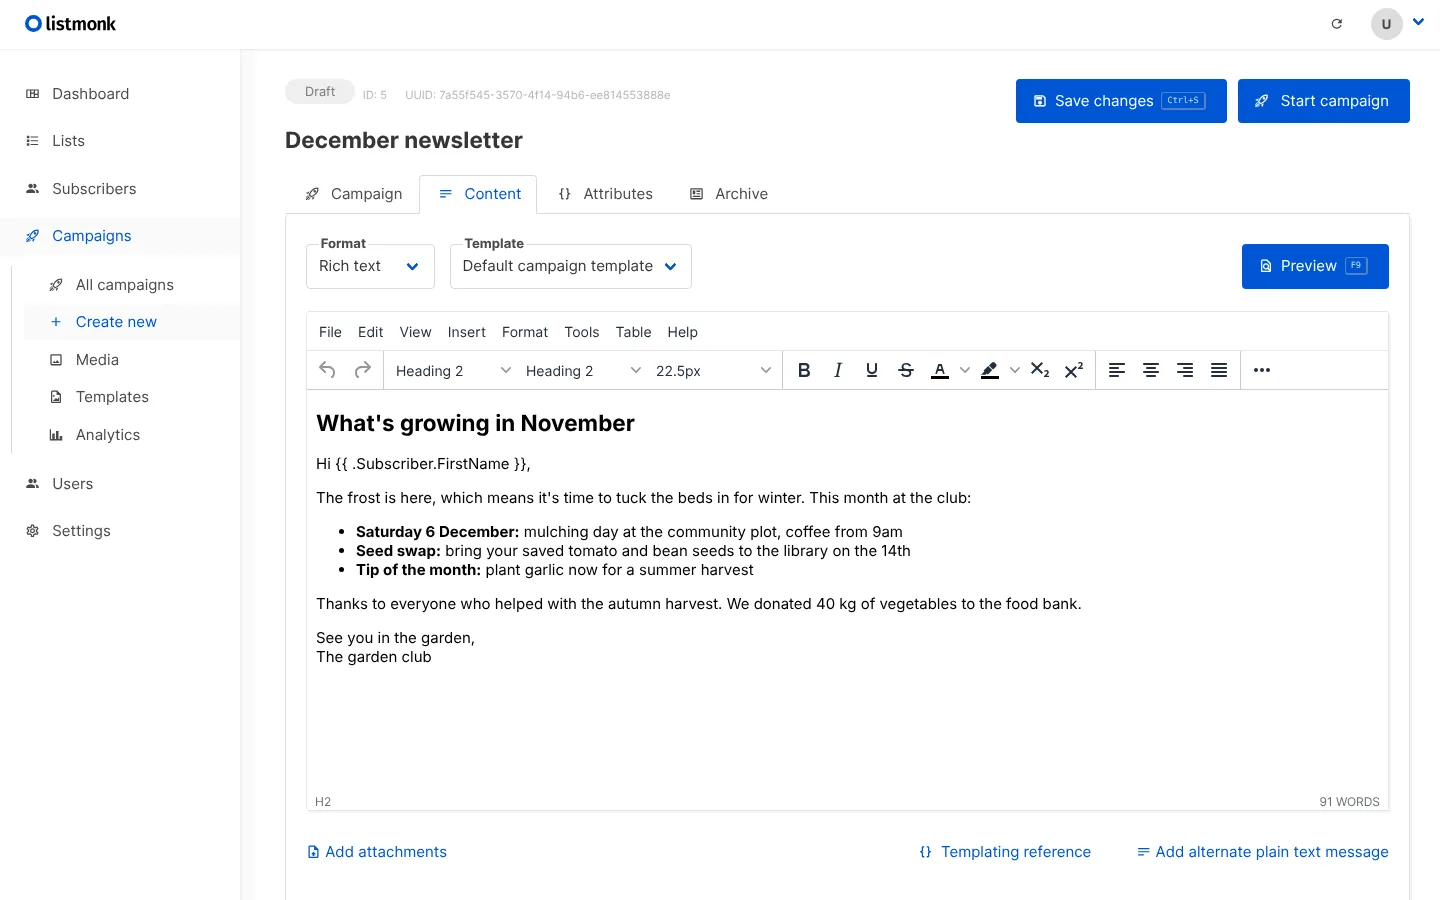 listmonk
U
Dashboard
Lists
Subscribers
Campaigns
All campaigns
Create new
Media
Templates
Analytics
Users
Settings
Draft ID: 5 UUID: 7a55f545-3570-4f14-94b6-ee814553888e
December newsletter
Save changes Ctrl+S
Start campaign
Campaign Content Attributes Archive
Format
Rich text
Template
Default campaign template
Preview F9
File Edit View Insert Format Tools Table Help
Heading 2 Heading 2 22.5px
What's growing in November
Hi {{ .Subscriber.FirstName }},
The frost is here, which means it's time to tuck the beds in for winter. This month at the club:
• Saturday 6 December: mulching day at the community plot, coffee from 9am
• Seed swap: bring your saved tomato and bean seeds to the library on the 14th
• Tip of the month: plant garlic now for a summer harvest
Thanks to everyone who helped with the autumn harvest. We donated 40 kg of vegetables to the food bank.
See you in the garden,
The garden club
H2 91 WORDS
Add attachments
Templating reference
Add alternate plain text message